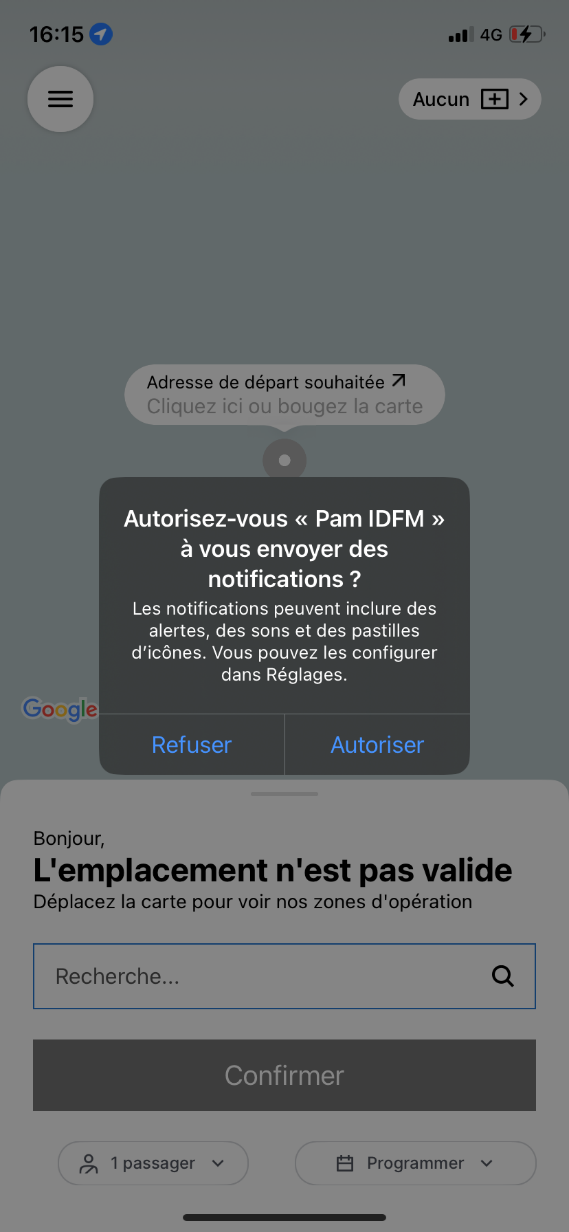 16:15
4G
Aucun
Adresse de départ souhaitée
Cliquez ici ou bougez la carte
Autorisez-vous « Pam IDFM »
à vous envoyer des
notifications ?
Les notifications peuvent inclure des
alertes, des sons et des pastilles
d’icônes. Vous pouvez les configurer
dans Réglages.
Google
Refuser
Autoriser
Bonjour,
L'emplacement n'est pas valide
Déplacez la carte pour voir nos zones d'opération
Recherche...
Confirmer
1 passager
Programmer